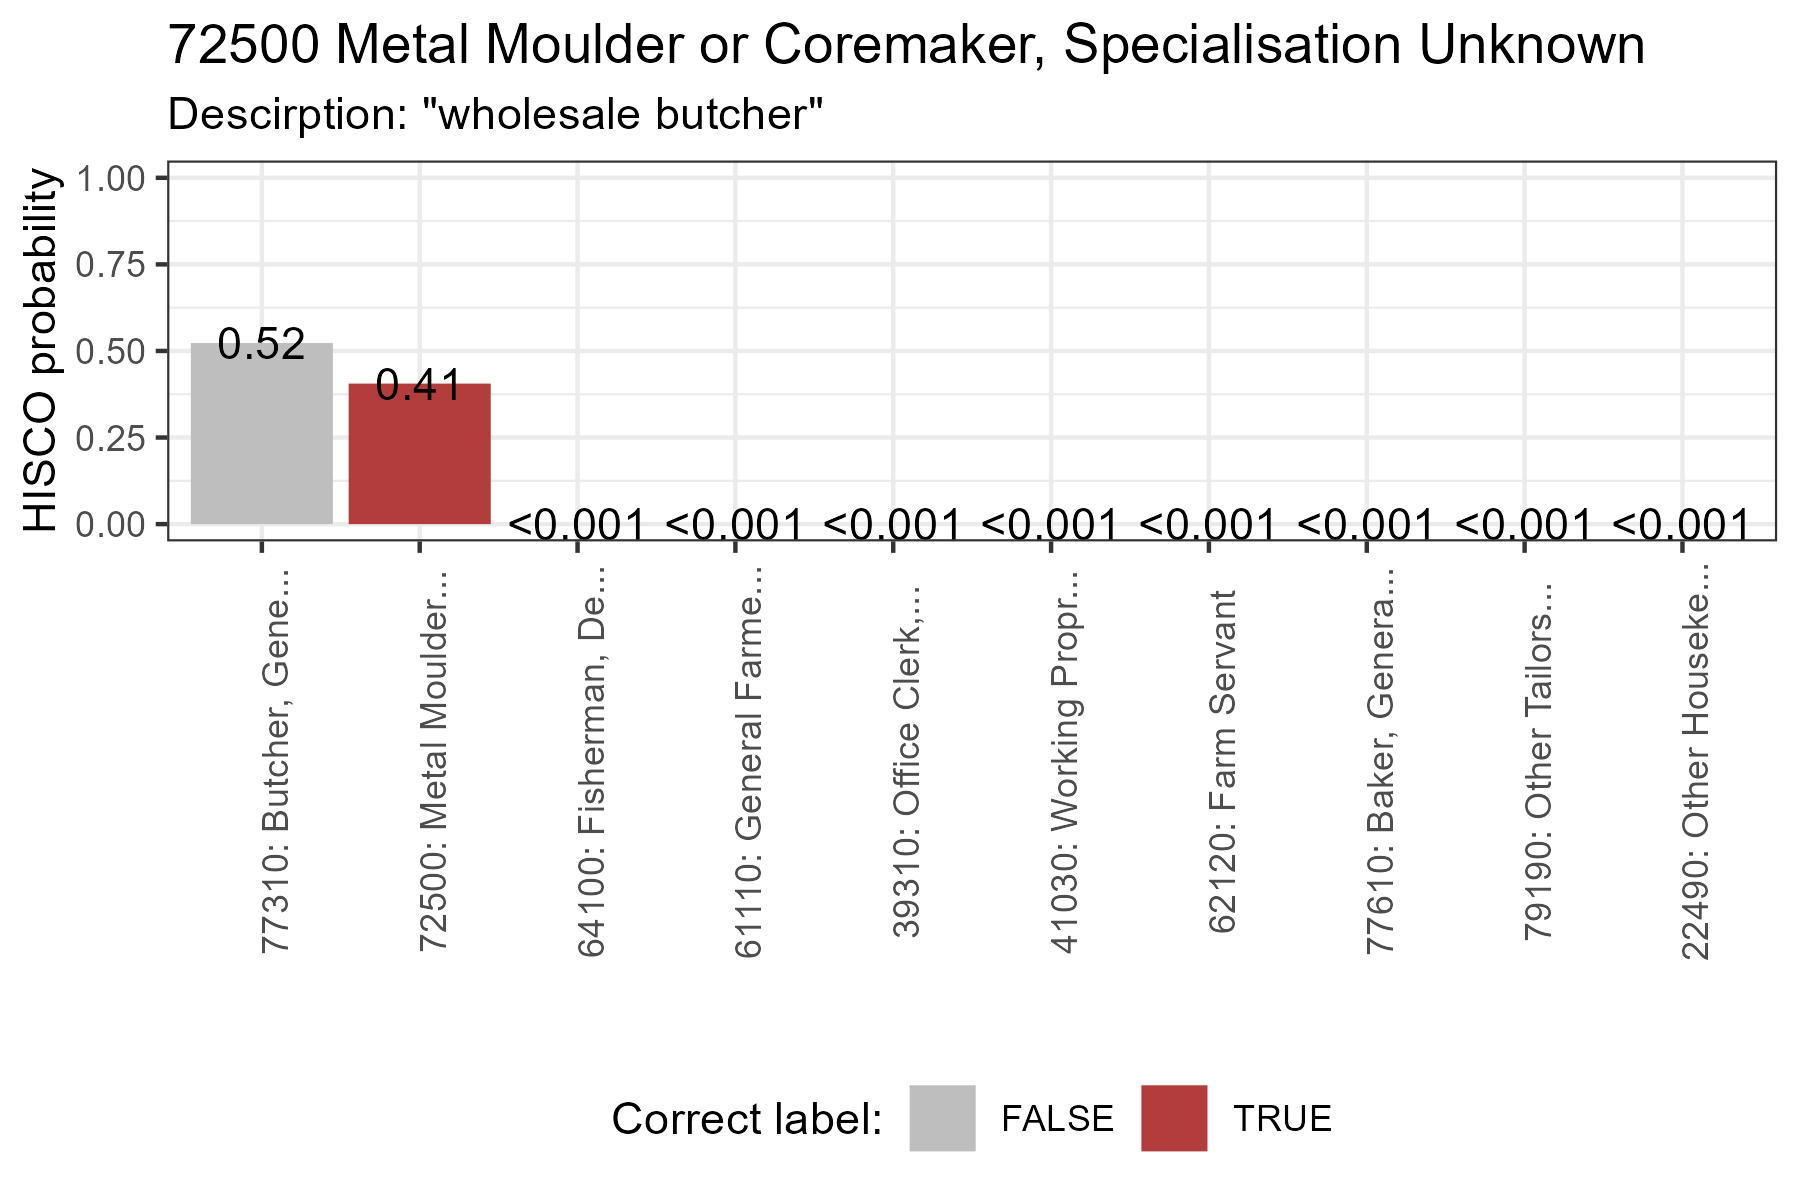 72500 Metal Moulder or Coremaker, Specialisation Unknown
Descirption: "wholesale butcher"
HISCO probability
1.00
0.75
0.50
0.25
0.00
0.52
0.41
<0.001
<0.001
<0.001
<0.001
<0.001
<0.001
<0.001
<0.001
77310: Butcher, Gene...
72500: Metal Moulder...
64100: Fisherman, De...
61110: General Farme...
39310: Office Clerk,...
41030: Working Propr...
62120: Farm Servant
77610: Baker, Genera...
79190: Other Tailors...
22490: Other Houseke...
Correct label:
FALSE
TRUE